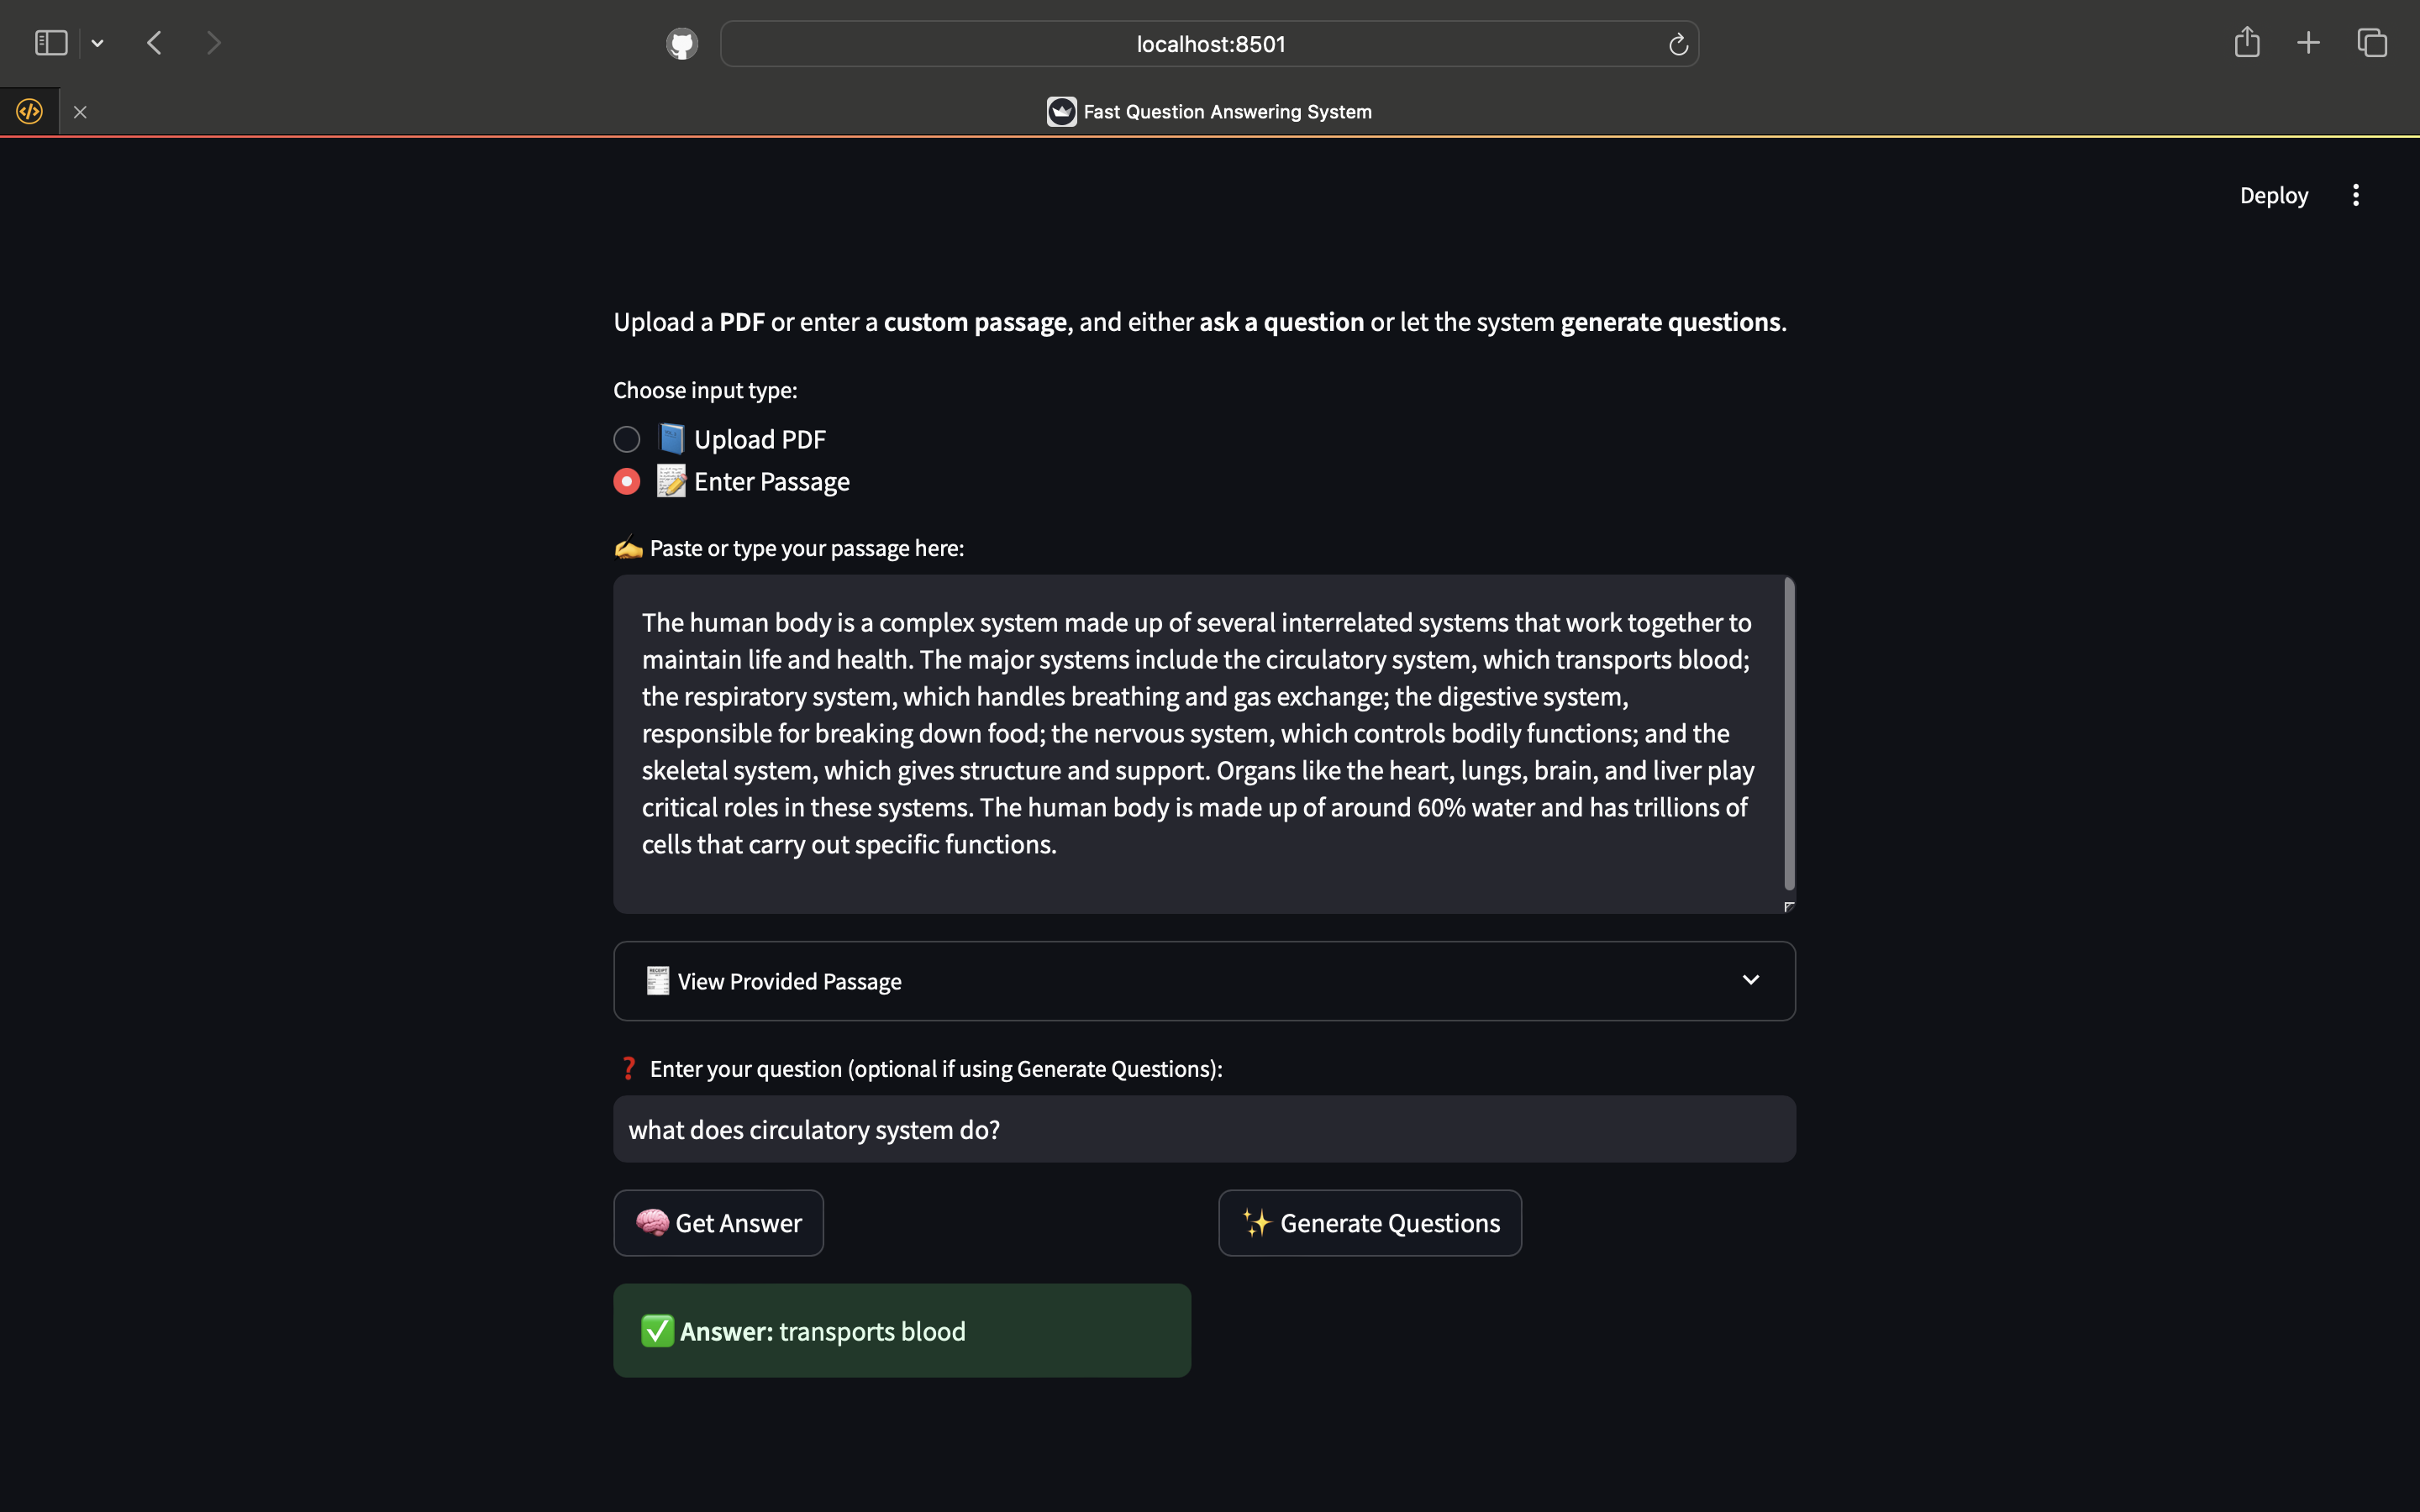 localhost:8501
Fast Question Answering System
Deploy
Upload a PDF or enter a custom passage, and either ask a question or let the system generate questions.
Choose input type:
Upload PDF
Enter Passage
Paste or type your passage here:
The human body is a complex system made up of several interrelated systems that work together to
maintain life and health. The major systems include the circulatory system, which transports blood;
the respiratory system, which handles breathing and gas exchange; the digestive system,
responsible for breaking down food; the nervous system, which controls bodily functions; and the
skeletal system, which gives structure and support. Organs like the heart, lungs, brain, and liver play
critical roles in these systems. The human body is made up of around 60% water and has trillions of
cells that carry out specific functions.
View Provided Passage
❓ Enter your question (optional if using Generate Questions):
what does circulatory system do?
Get Answer
Generate Questions
Answer: transports blood